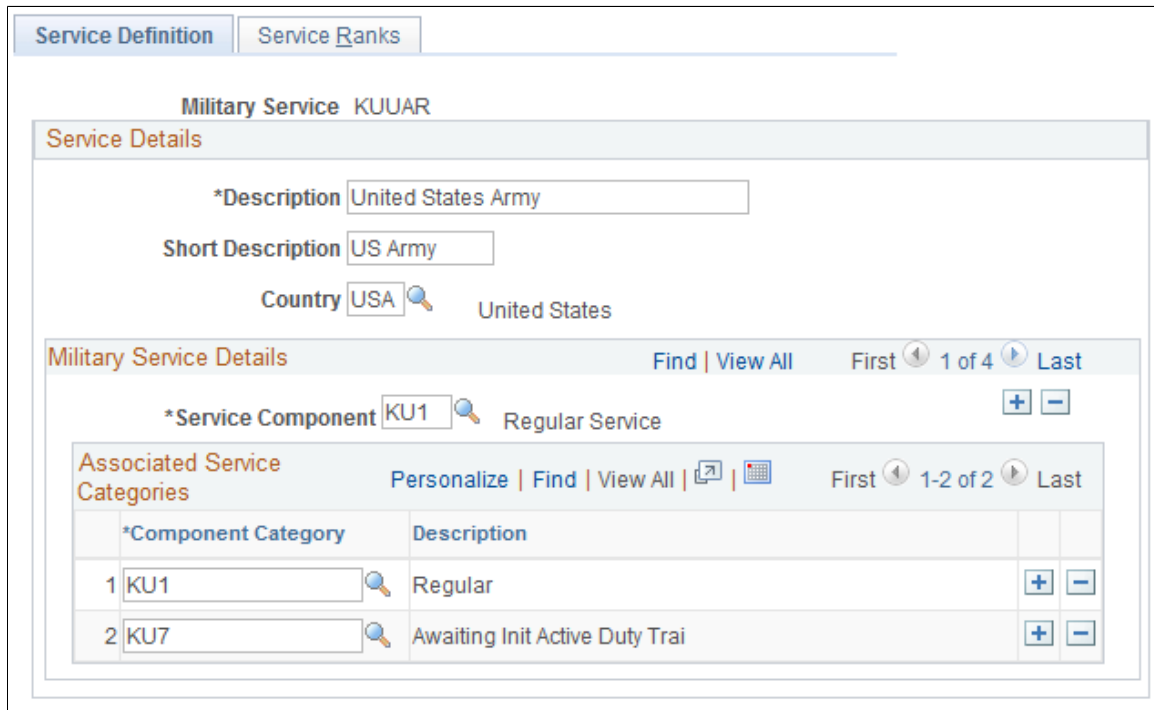 Service Definition Service Ranks
Military Service KUUAR
Service Details
*Description United States Army
Short Description US Army
Country USA United States
Military Service Details Find | View All First 1 of 4 Last
*Service Component KU1 Regular Service
Associated Service Categories Personalize | Find | View All | | First 1-2 of 2 Last
*Component Category Description
1 KU1 Regular
2 KU7 Awaiting Init Active Duty Trai